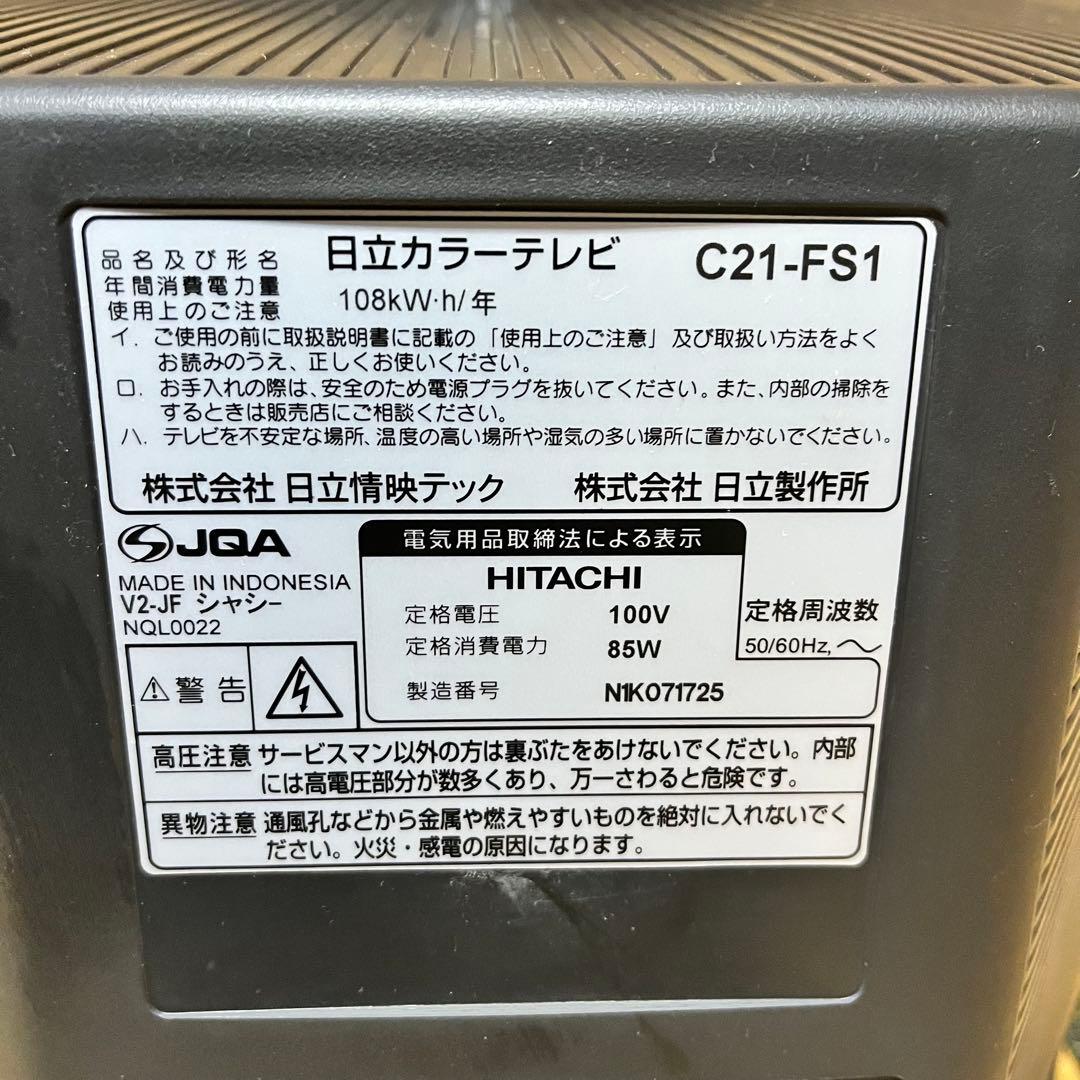 品名及び形名 日立カラーテレビ C21-FS1
年間消費電力量 108kW·h/年
使用上のご注意
イ. ご使用の前に取扱説明書に記載の「使用上のご注意」及び取扱い方法をよく
お読みのうえ、正しくお使いください。
ロ. お手入れの際は、安全のため電源プラグを抜いてください。また、内部の掃除を
するときは販売店にご相談ください。
ハ. テレビを不安定な場所、温度の高い場所や湿気の多い場所に置かないでください。
株式会社 日立情映テック 株式会社 日立製作所
JQA
MADE IN INDONESIA
V2-JF シャシー
NQL0022
警告
電気用品取締法による表示
HITACHI
定格電圧 100V
定格消費電力 85W
製造番号 N1K071725
定格周波数
50/60Hz, ～
高圧注意 サービスマン以外の方は裏ぶたをあけないでください。内部
には高電圧部分が数多くあり、万一さわると危険です。
異物注意 通風孔などから金属や燃えやすいものを絶対に入れないでく
ださい。火災・感電の原因になります。